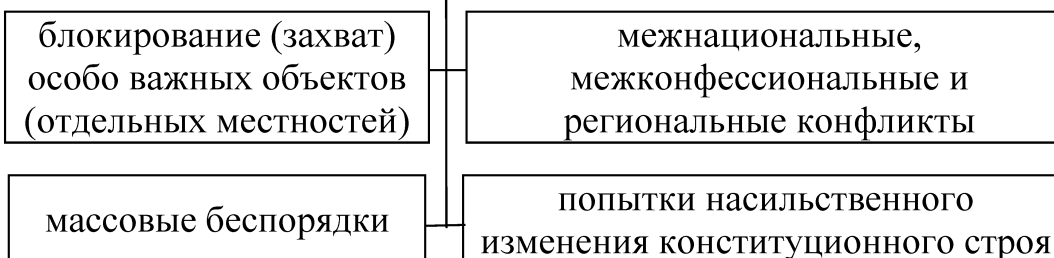 блокирование (захват)
особо важных объектов
(отдельных местностей)
межнациональные,
межконфессиональные и
региональные конфликты
массовые беспорядки
попытки насильственного
изменения конституционного строя